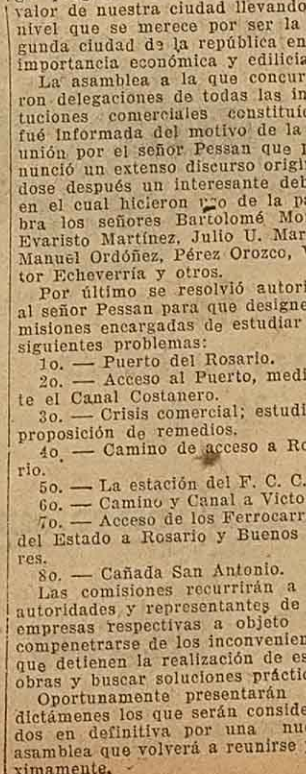 valor de nuestra ciudad llevando
nivel que se merece por ser la
gunda ciudad de la república en
importancia económica y edilicia
La asamblea a la que concur
ron delegaciones de todas las in
tuciones comerciales constituid
fué informada del motivo de la
unión por el señor Pessan que p
nunció un extenso discurso origi
dose después un interesante del
en el cual hicieron uso de la pa
bra los señores Bartolomé Mo
Evaristo Martínez, Julio U. Mar
Manuel Ordóñez, Pérez Orozco, V
tor Echeverría y otros.
Por último se resolvió autori
al señor Pessan para que designe
misiones encargadas de estudiar
siguientes problemas:
1o. — Puerto del Rosario.
2o. — Acceso al Puerto, medi
te el Canal Costanero.
3o. — Crisis comercial; estudi
proposición de remedios.
4o. — Camino de acceso a Ro
rio.
5o. — La estación del F. C. C.
6o. — Camino y Canal a Victo
7o. — Acceso de los Ferrocarr
del Estado a Rosario y Buenos
res.
8o. — Cañada San Antonio.
Las comisiones recurrirán a
autoridades y representantes de
empresas respectivas a objeto
compenetrarse de los inconvenien
que detienen la realización de es
obras y buscar soluciones práctic
Oportunamente presentarán
dictámenes los que serán conside
dos en definitiva por una nu
asamblea que volverá a reunirse
ximamente.